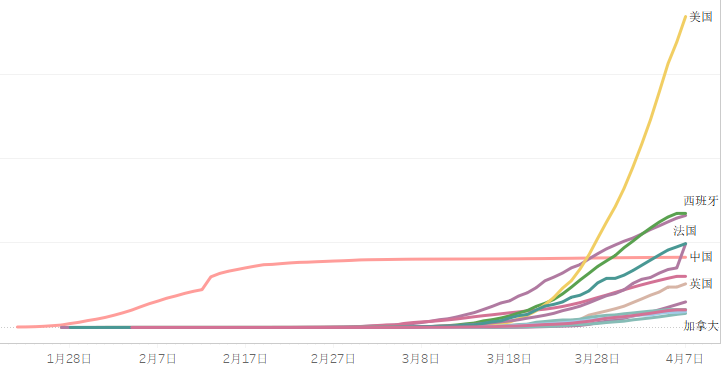 美国
西班牙
法国
中国
英国
加拿大
1月28日 2月7日 2月17日 2月27日 3月8日 3月18日 3月28日 4月7日